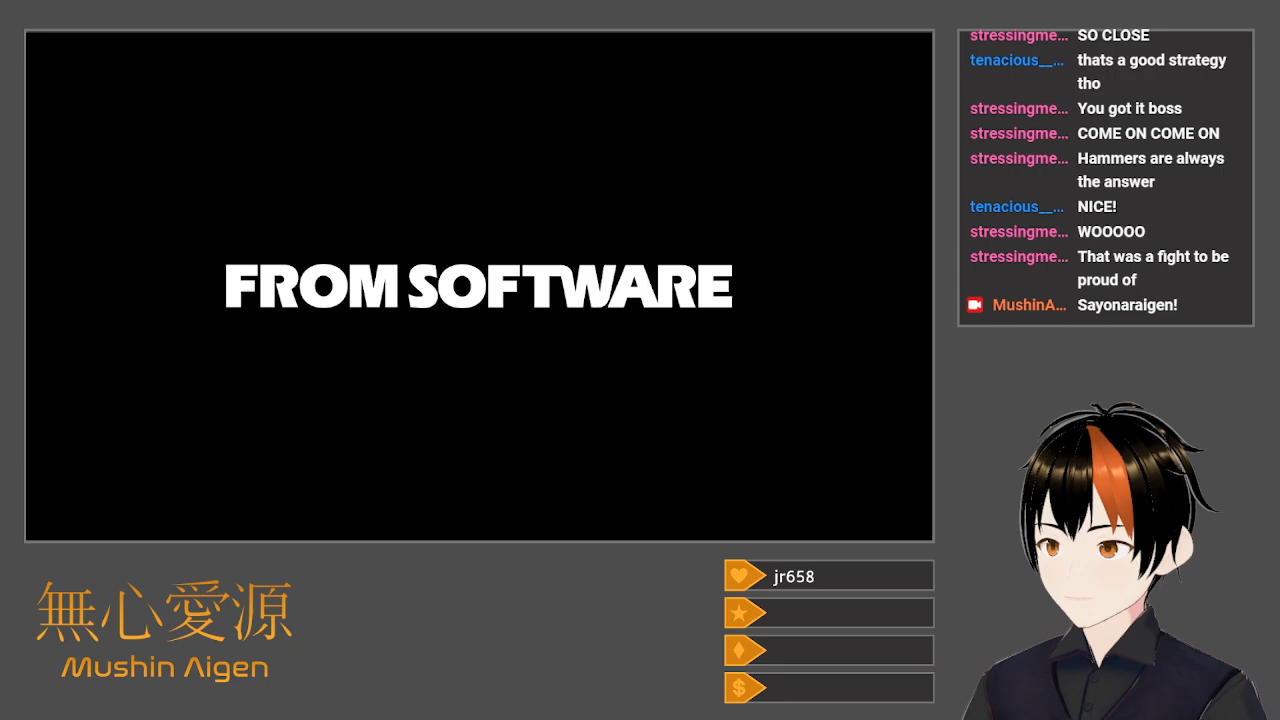 FROM SOFTWARE
stressingme... SO CLOSE
tenacious__... thats a good strategy
tho
stressingme... You got it boss
stressingme... COME ON COME ON
stressingme... Hammers are always
the answer
tenacious__... NICE!
stressingme... WOOOOO
stressingme... That was a fight to be
proud of
MushinA... Sayonaraigen!
無心愛源
Mushin Aigen
jr658
$